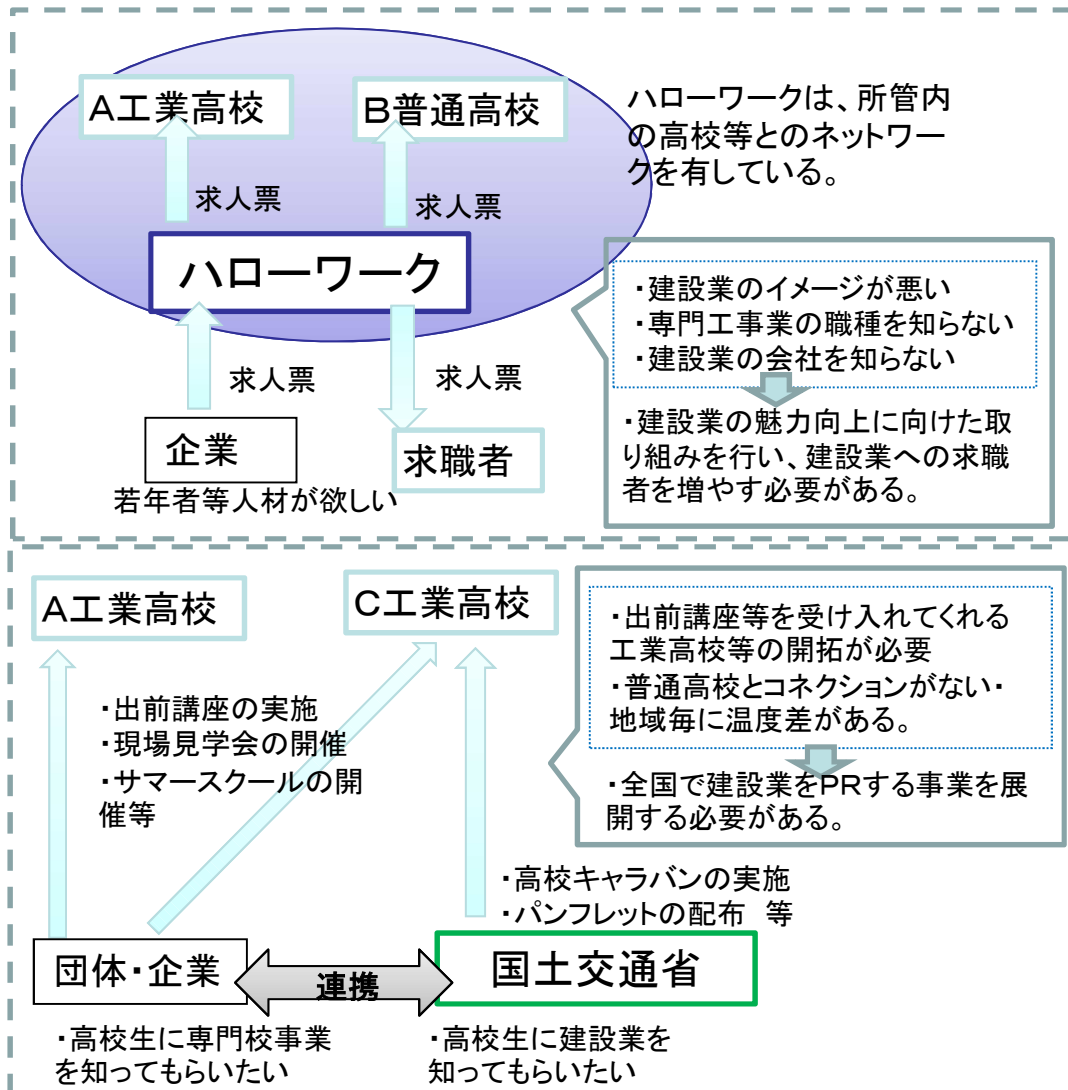 A工業高校
B普通高校
ハローワークは、所管内
の高校等とのネットワー
クを有している。
求人票
求人票
ハローワーク
求人票
求人票
企業
求職者
若年者等人材が欲しい
・建設業のイメージが悪い
・専門工事業の職種を知らない
・建設業の会社を知らない
・建設業の魅力向上に向けた取
り組みを行い、建設業への求職
者を増やす必要がある。
A工業高校
C工業高校
・出前講座の実施
・現場見学会の開催
・サマースクールの開
催等
・出前講座等を受け入れてくれる
工業高校等の開拓が必要
・普通高校とコネクションがない・
地域毎に温度差がある。
・全国で建設業をPRする事業を展
開する必要がある。
・高校キャラバンの実施
・パンフレットの配布　等
団体・企業
連携
国土交通省
・高校生に専門校事業
を知ってもらいたい
・高校生に建設業を
知ってもらいたい